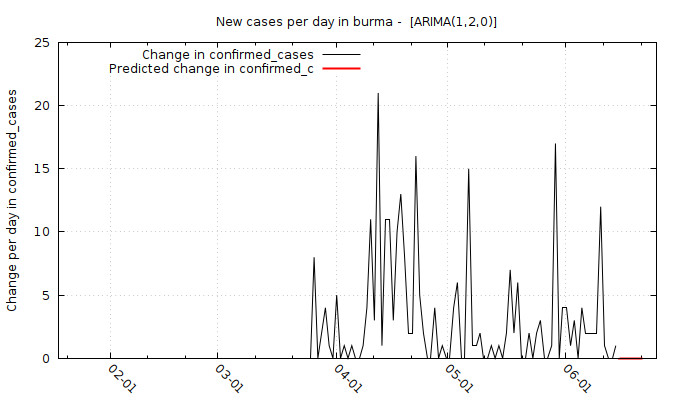 New cases per day in burma -  [ARIMA(1,2,0)]
Change in confirmed_cases
Predicted change in confirmed_c
Change per day in confirmed_cases
25
20
15
10
5
0
02-01
03-01
04-01
05-01
06-01